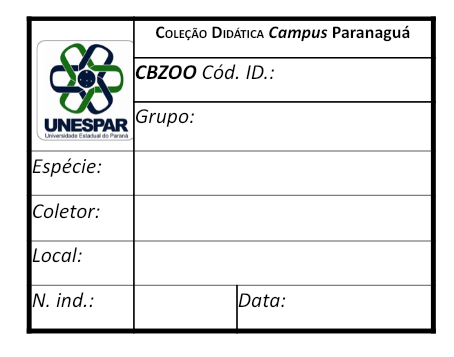 Coleção Didática Campus Paranaguá
CBZOO Cód. ID.:
Grupo:
UNESPAR
Universidade Estadual do Paraná
Espécie:
Coletor:
Local:
N. ind.:
Data: